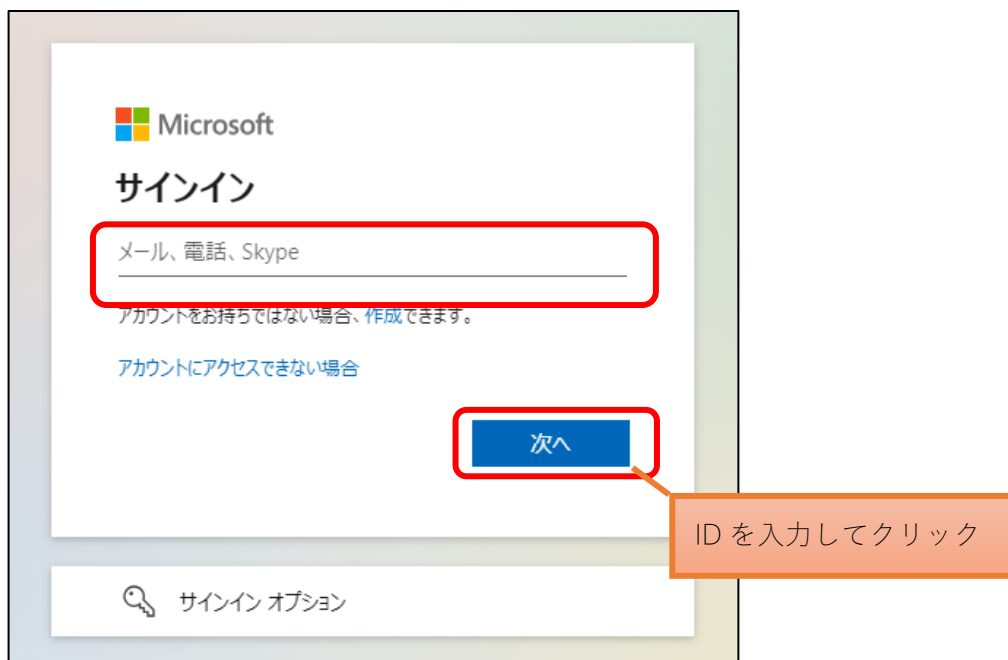 Microsoft
サインイン
メール、電話、Skype
アカウントをお持ちではない場合、作成できます。
アカウントにアクセスできない場合
次へ
ID を入力してクリック
サインイン オプション